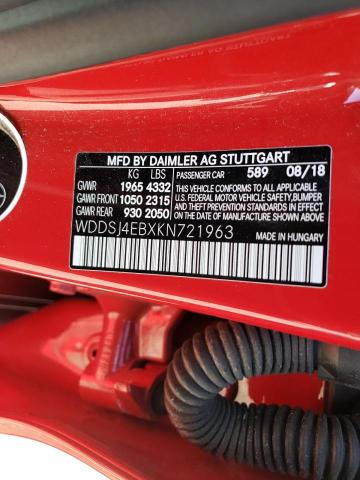 MFD BY DAIMLER AG STUTTGART
KG LBS PASSENGER CAR 589 08/18
GVWR 1965 4332 THIS VEHICLE CONFORMS TO ALL APPLICABLE
GAWR FRONT 1050 2315 U.S. FEDERAL MOTOR VEHICLE SAFETY,BUMPER,
GAWR REAR 930 2050 AND THEFT PREVENTION STANDARDS IN EFFECT
ON THE DATE OF MANUFACTURE SHOWN ABOVE.
WDDSJ4EBXKN721963 MADE IN HUNGARY